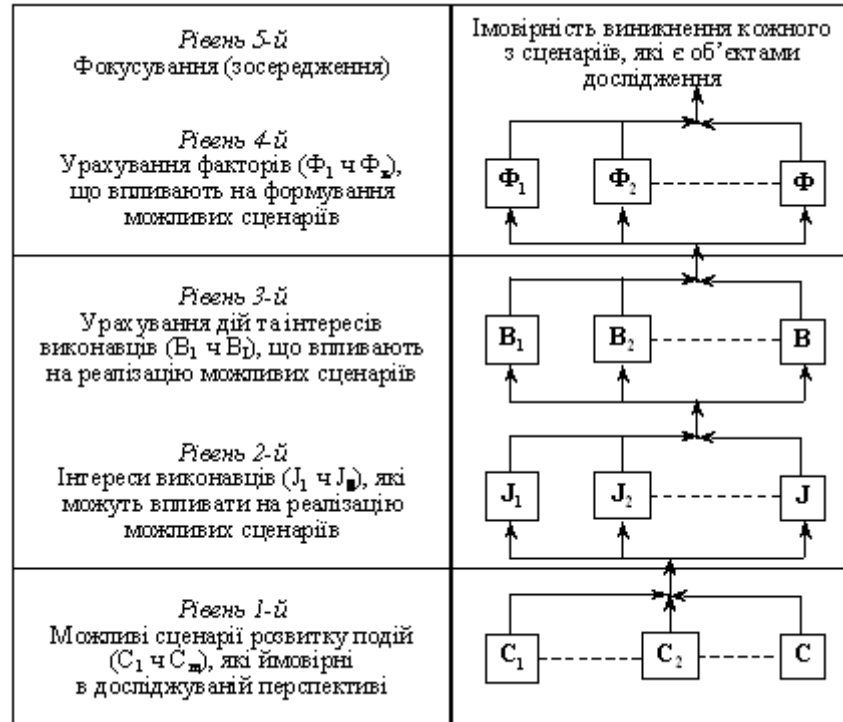 Рівень 5-й
Фокусування (зосередження)
Імовірність виникнення кожного
з сценаріїв, які є об’єктами
дослідження
Рівень 4-й
Урахування факторів (Ф₁ ч Фₖ),
що впливають на формування
можливих сценаріїв
Ф₁ Ф₂ Ф
Рівень 3-й
Урахування дій та інтересів
виконавців (В₁ ч В_l), що впливають
на реалізацію можливих сценаріїв
В₁ В₂ В
Рівень 2-й
Інтереси виконавців (J₁ ч J), які
можуть впливати на реалізацію
можливих сценаріїв
J₁ J₂ J
Рівень 1-й
Можливі сценарії розвитку подій
(С₁ ч Сₘ), які ймовірні
в досліджуваній перспективі
С₁ С₂ С